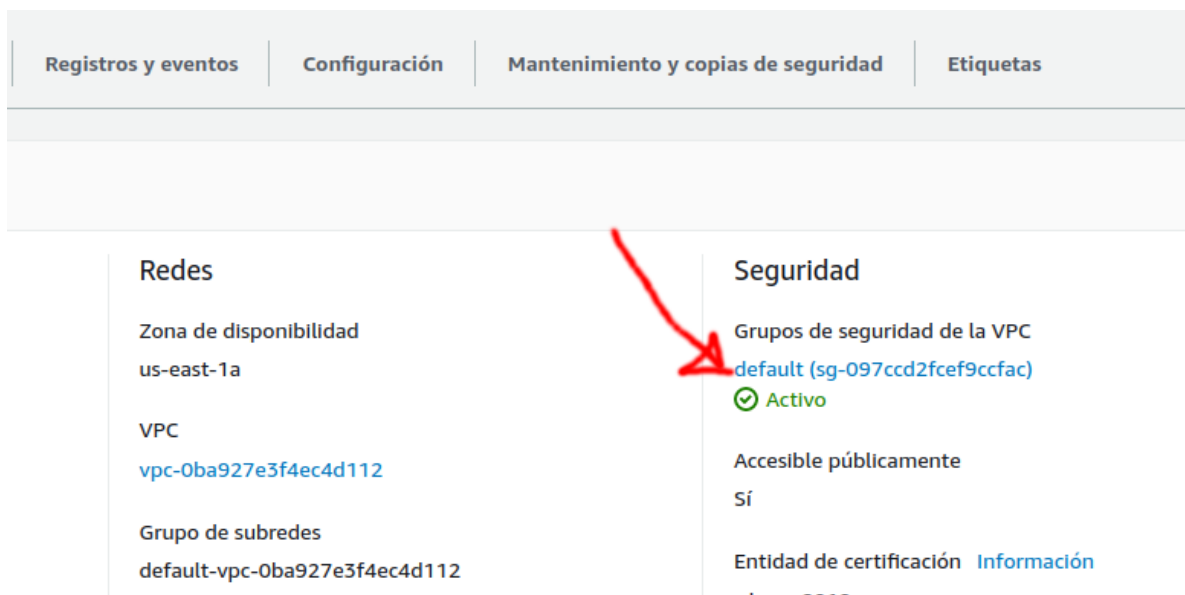 Registros y eventos
Configuración
Mantenimiento y copias de seguridad
Etiquetas
Redes
Zona de disponibilidad
us-east-1a
VPC
vpc-0ba927e3f4ec4d112
Grupo de subredes
default-vpc-0ba927e3f4ec4d112
Seguridad
Grupos de seguridad de la VPC
default (sg-097ccd2fcef9ccfac)
Activo
Accesible públicamente
Sí
Entidad de certificación Información